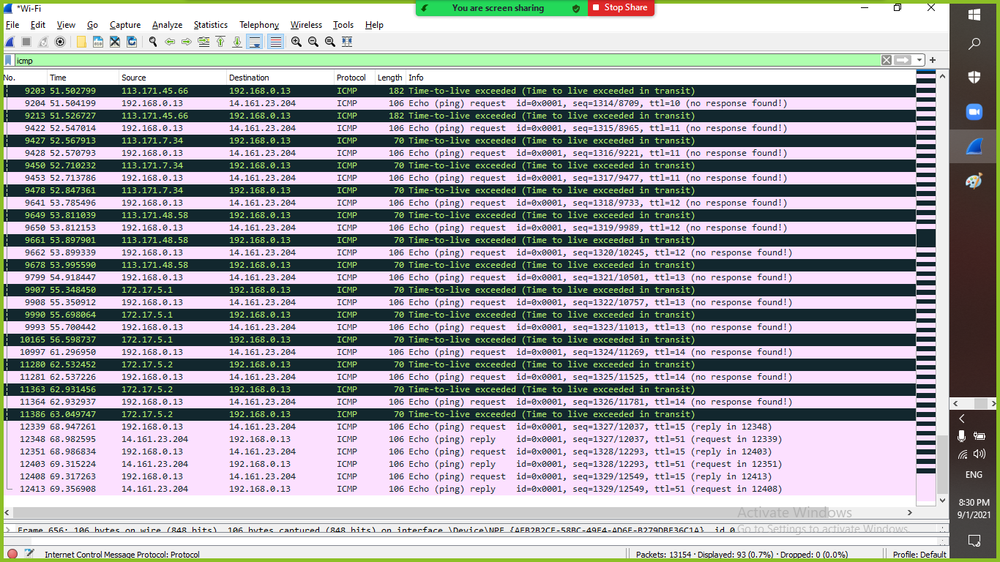 *Wi-Fi
You are screen sharing
Stop Share
File Edit View Go Capture Analyze Statistics Telephony Wireless Tools Help
icmp
No. Time Source Destination Protocol Length Info
9203 51.502799 113.171.45.66 192.168.0.13 ICMP 182 Time-to-live exceeded (Time to live exceeded in transit)
9204 51.504199 192.168.0.13 14.161.23.204 ICMP 106 Echo (ping) request id=0x0001, seq=1314/8709, ttl=10 (no response found!)
9213 51.526727 113.171.45.66 192.168.0.13 ICMP 182 Time-to-live exceeded (Time to live exceeded in transit)
9422 52.547014 192.168.0.13 14.161.23.204 ICMP 106 Echo (ping) request id=0x0001, seq=1315/8965, ttl=11 (no response found!)
9427 52.567913 113.171.7.34 192.168.0.13 ICMP 70 Time-to-live exceeded (Time to live exceeded in transit)
9428 52.570793 192.168.0.13 14.161.23.204 ICMP 106 Echo (ping) request id=0x0001, seq=1316/9221, ttl=11 (no response found!)
9450 52.710232 113.171.7.34 192.168.0.13 ICMP 70 Time-to-live exceeded (Time to live exceeded in transit)
9453 52.713786 192.168.0.13 14.161.23.204 ICMP 106 Echo (ping) request id=0x0001, seq=1317/9477, ttl=11 (no response found!)
9478 52.847361 113.171.7.34 192.168.0.13 ICMP 70 Time-to-live exceeded (Time to live exceeded in transit)
9641 53.785496 192.168.0.13 14.161.23.204 ICMP 106 Echo (ping) request id=0x0001, seq=1318/9733, ttl=12 (no response found!)
9649 53.811039 113.171.48.58 192.168.0.13 ICMP 70 Time-to-live exceeded (Time to live exceeded in transit)
9650 53.812153 192.168.0.13 14.161.23.204 ICMP 106 Echo (ping) request id=0x0001, seq=1319/9989, ttl=12 (no response found!)
9661 53.897901 113.171.48.58 192.168.0.13 ICMP 70 Time-to-live exceeded (Time to live exceeded in transit)
9662 53.899339 192.168.0.13 14.161.23.204 ICMP 106 Echo (ping) request id=0x0001, seq=1320/10245, ttl=12 (no response found!)
9678 53.995590 113.171.48.58 192.168.0.13 ICMP 70 Time-to-live exceeded (Time to live exceeded in transit)
9799 54.918447 192.168.0.13 14.161.23.204 ICMP 106 Echo (ping) request id=0x0001, seq=1321/10501, ttl=13 (no response found!)
9907 55.348450 172.17.5.1 192.168.0.13 ICMP 70 Time-to-live exceeded (Time to live exceeded in transit)
9908 55.350912 192.168.0.13 14.161.23.204 ICMP 106 Echo (ping) request id=0x0001, seq=1322/10757, ttl=13 (no response found!)
9990 55.698064 172.17.5.1 192.168.0.13 ICMP 70 Time-to-live exceeded (Time to live exceeded in transit)
9993 55.700442 192.168.0.13 14.161.23.204 ICMP 106 Echo (ping) request id=0x0001, seq=1323/11013, ttl=13 (no response found!)
10165 56.598737 172.17.5.1 192.168.0.13 ICMP 70 Time-to-live exceeded (Time to live exceeded in transit)
10997 61.296950 192.168.0.13 14.161.23.204 ICMP 106 Echo (ping) request id=0x0001, seq=1324/11269, ttl=14 (no response found!)
11280 62.532452 172.17.5.2 192.168.0.13 ICMP 70 Time-to-live exceeded (Time to live exceeded in transit)
11281 62.537226 192.168.0.13 14.161.23.204 ICMP 106 Echo (ping) request id=0x0001, seq=1325/11525, ttl=14 (no response found!)
11363 62.931456 172.17.5.2 192.168.0.13 ICMP 70 Time-to-live exceeded (Time to live exceeded in transit)
11364 62.932937 192.168.0.13 14.161.23.204 ICMP 106 Echo (ping) request id=0x0001, seq=1326/11781, ttl=14 (no response found!)
11386 63.049747 172.17.5.2 192.168.0.13 ICMP 70 Time-to-live exceeded (Time to live exceeded in transit)
12339 68.947261 192.168.0.13 14.161.23.204 ICMP 106 Echo (ping) request id=0x0001, seq=1327/12037, ttl=15 (reply in 12348)
12348 68.982595 14.161.23.204 192.168.0.13 ICMP 106 Echo (ping) reply id=0x0001, seq=1327/12037, ttl=51 (request in 12339)
12351 68.986834 192.168.0.13 14.161.23.204 ICMP 106 Echo (ping) request id=0x0001, seq=1328/12293, ttl=15 (reply in 12403)
12403 69.315224 14.161.23.204 192.168.0.13 ICMP 106 Echo (ping) reply id=0x0001, seq=1328/12293, ttl=51 (request in 12351)
12408 69.317263 192.168.0.13 14.161.23.204 ICMP 106 Echo (ping) request id=0x0001, seq=1329/12549, ttl=15 (reply in 12413)
12413 69.356908 14.161.23.204 192.168.0.13 ICMP 106 Echo (ping) reply id=0x0001, seq=1329/12549, ttl=51 (request in 12408)
Activate Windows
Go to Settings to activate Windows.
Frame 656: 106 bytes on wire (848 bits), 106 bytes captured (848 bits) on interface \Device\NPF_{AEB2B2CE-58BC-49E4-AD6F-B279DBE36C1A}, id 0
Internet Control Message Protocol: Protocol
Packets: 13154 · Displayed: 93 (0.7%) · Dropped: 0 (0.0%)
Profile: Default
ENG
8:30 PM
9/1/2021